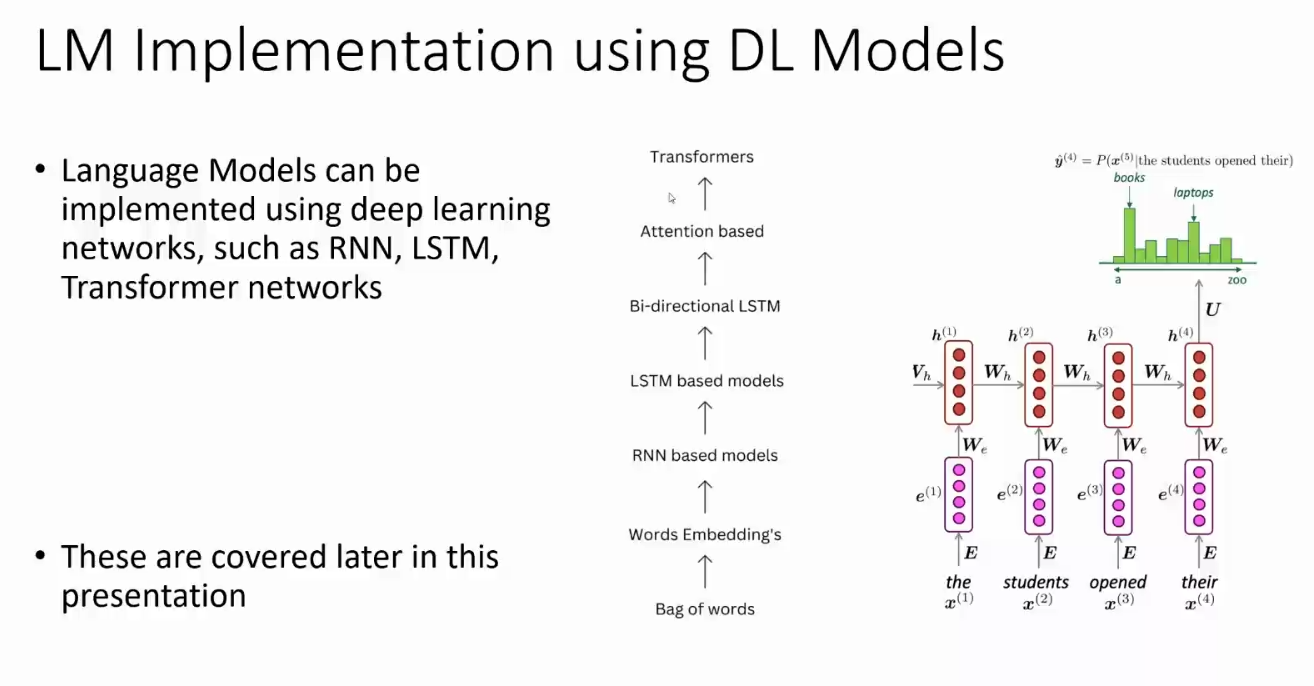 LM Implementation using DL Models
• Language Models can be
implemented using deep learning
networks, such as RNN, LSTM,
Transformer networks
• These are covered later in this
presentation
Transformers
Attention based
Bi-directional LSTM
LSTM based models
RNN based models
Words Embedding's
Bag of words
ŷ⁽⁴⁾ = P(x⁽⁵⁾|the students opened their)
books
laptops
a zoo
U
h⁽¹⁾ h⁽²⁾ h⁽³⁾ h⁽⁴⁾
V_h W_h W_h W_h
W_e W_e W_e W_e
e⁽¹⁾ e⁽²⁾ e⁽³⁾ e⁽⁴⁾
E E E E
the students opened their
x⁽¹⁾ x⁽²⁾ x⁽³⁾ x⁽⁴⁾